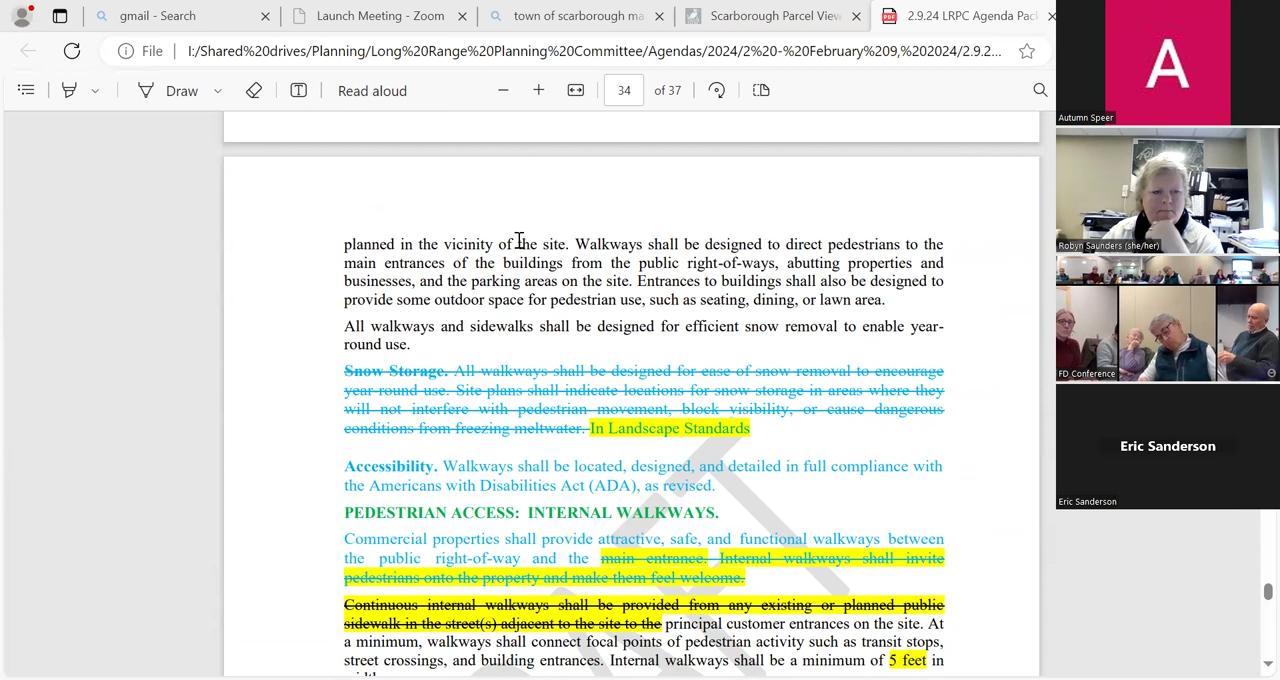 gmail - Search
Launch Meeting - Zoom
town of scarborough ma
Scarborough Parcel View
2.9.24 LRPC Agenda Pack
File
I:/Shared%20drives/Planning/Long%20Range%20Planning%20Committee/Agendas/2024/2%20-%20February%209,%202024/2.9.2...
Draw
Read aloud
34 of 37
planned in the vicinity of the site. Walkways shall be designed to direct pedestrians to the
main entrances of the buildings from the public right-of-ways, abutting properties and
businesses, and the parking areas on the site. Entrances to buildings shall also be designed to
provide some outdoor space for pedestrian use, such as seating, dining, or lawn area.
All walkways and sidewalks shall be designed for efficient snow removal to enable year-
round use.
Snow Storage. All walkways shall be designed for ease of snow removal to encourage
year-round use. Site plans shall indicate locations for snow storage in areas where they
will not interfere with pedestrian movement, block visibility, or cause dangerous
conditions from freezing meltwater. In Landscape Standards
Accessibility. Walkways shall be located, designed, and detailed in full compliance with
the Americans with Disabilities Act (ADA), as revised.
PEDESTRIAN ACCESS: INTERNAL WALKWAYS.
Commercial properties shall provide attractive, safe, and functional walkways between
the public right-of-way and the main entrance. Internal walkways shall invite
pedestrians onto the property and make them feel welcome.
Continuous internal walkways shall be provided from any existing or planned public
sidewalk in the street(s) adjacent to the site to the principal customer entrances on the site. At
a minimum, walkways shall connect focal points of pedestrian activity such as transit stops,
street crossings, and building entrances. Internal walkways shall be a minimum of 5 feet in
DRAFT
A
Autumn Speer
Robyn Saunders (she/her)
FD Conference
Eric Sanderson
Eric Sanderson